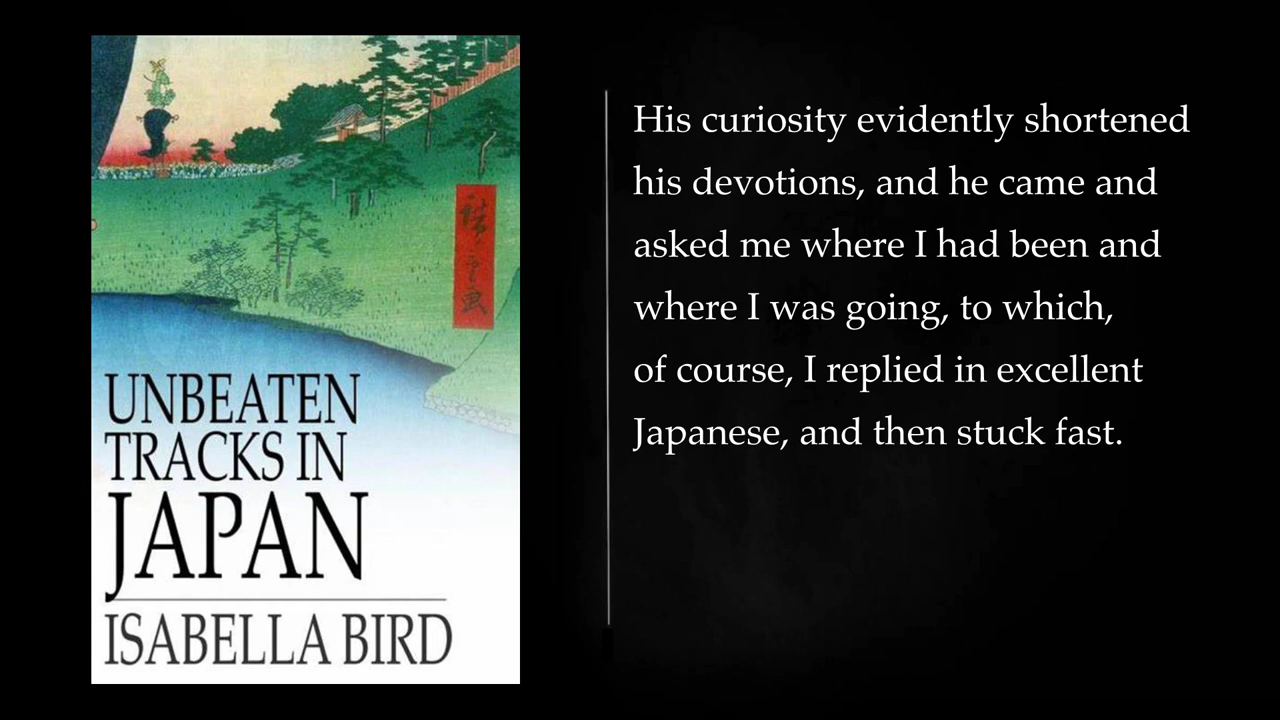 UNBEATEN
TRACKS IN
JAPAN
ISABELLA BIRD
His curiosity evidently shortened
his devotions, and he came and
asked me where I had been and
where I was going, to which,
of course, I replied in excellent
Japanese, and then stuck fast.